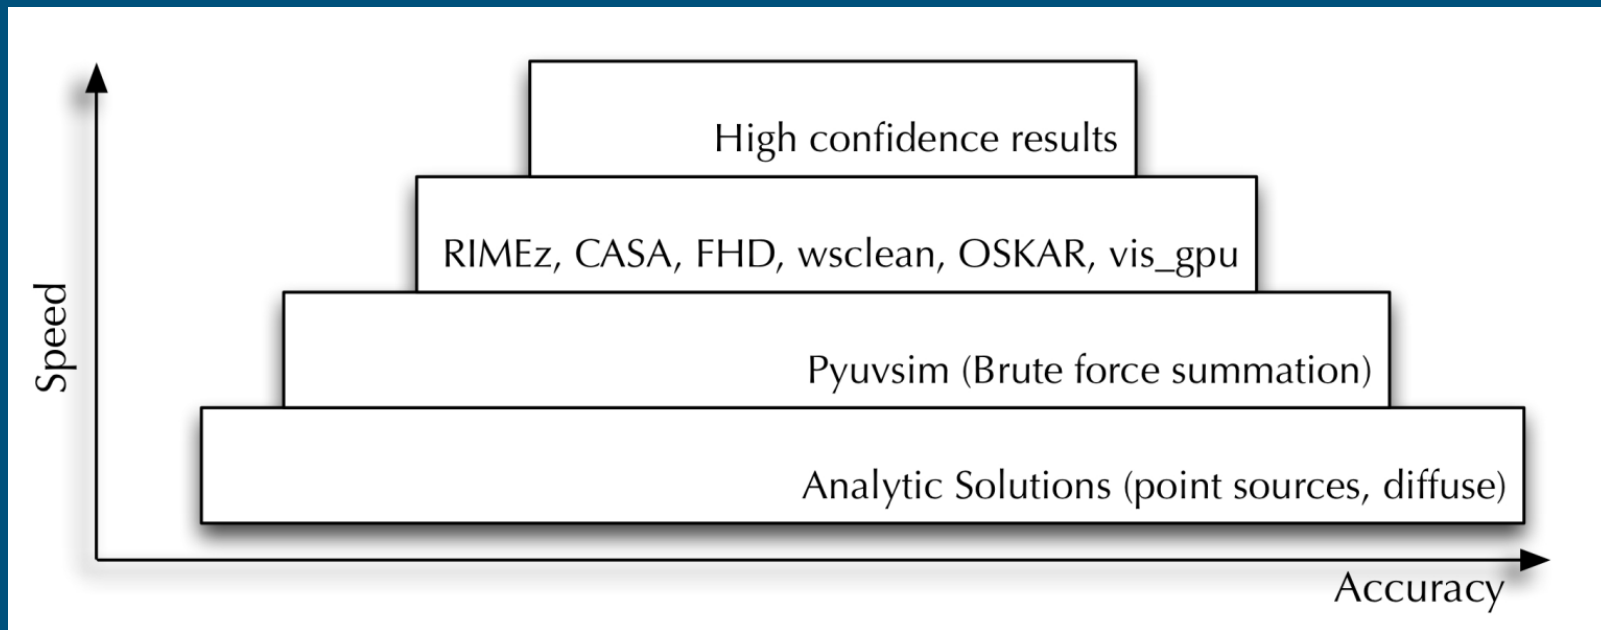 High confidence results
RIMEz, CASA, FHD, wsclean, OSKAR, vis_gpu
Pyuvsim (Brute force summation)
Analytic Solutions (point sources, diffuse)
Speed
Accuracy